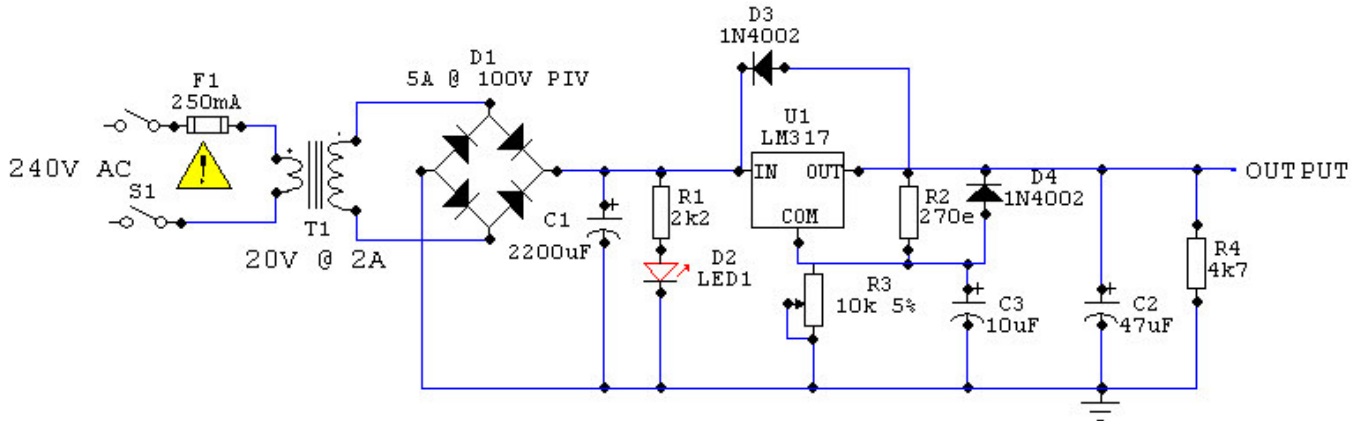 D3
1N4002
D1
5A @ 100V PIV
F1
250mA
!
U1
LM317
240V AC
IN
OUT
OUTPUT
D4
1N4002
S1
R1
2k2
R2
270e
COM
C1
2200uF
T1
20V @ 2A
R4
4k7
D2
LED1
R3
10k 5%
C3
10uF
C2
47uF
+
+
+